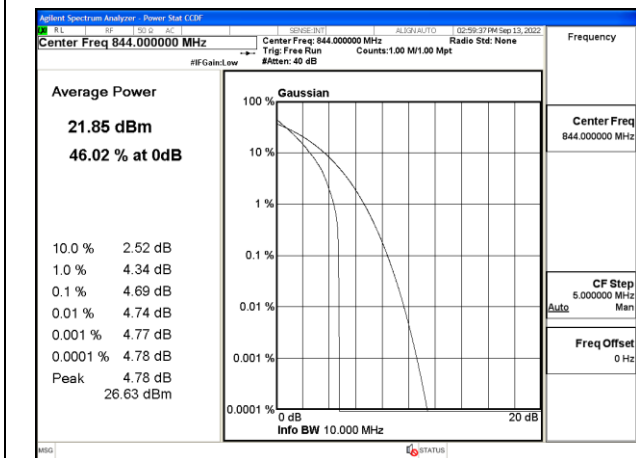 Agilent Spectrum Analyzer - Power Stat CCDF
RL RF 50 Ω AC SENSE:INT ALIGN AUTO 02:59:37 PM Sep 13, 2022
Center Freq 844.000000 MHz
Center Freq: 844.000000 MHz Radio Std: None
Trig: Free Run Counts:1.00 M/1.00 Mpt
#IFGain:Low #Atten: 40 dB
Frequency
Average Power
21.85 dBm
46.02 % at 0dB
10.0 % 2.52 dB
1.0 % 4.34 dB
0.1 % 4.69 dB
0.01 % 4.74 dB
0.001 % 4.77 dB
0.0001 % 4.78 dB
Peak 4.78 dB
26.63 dBm
Gaussian
100 %
10 %
1 %
0.1 %
0.01 %
0.001 %
0.0001 %
0 dB 20 dB
Info BW 10.000 MHz
Center Freq
844.000000 MHz
CF Step
5.000000 MHz
Auto Man
Freq Offset
0 Hz
MSG STATUS